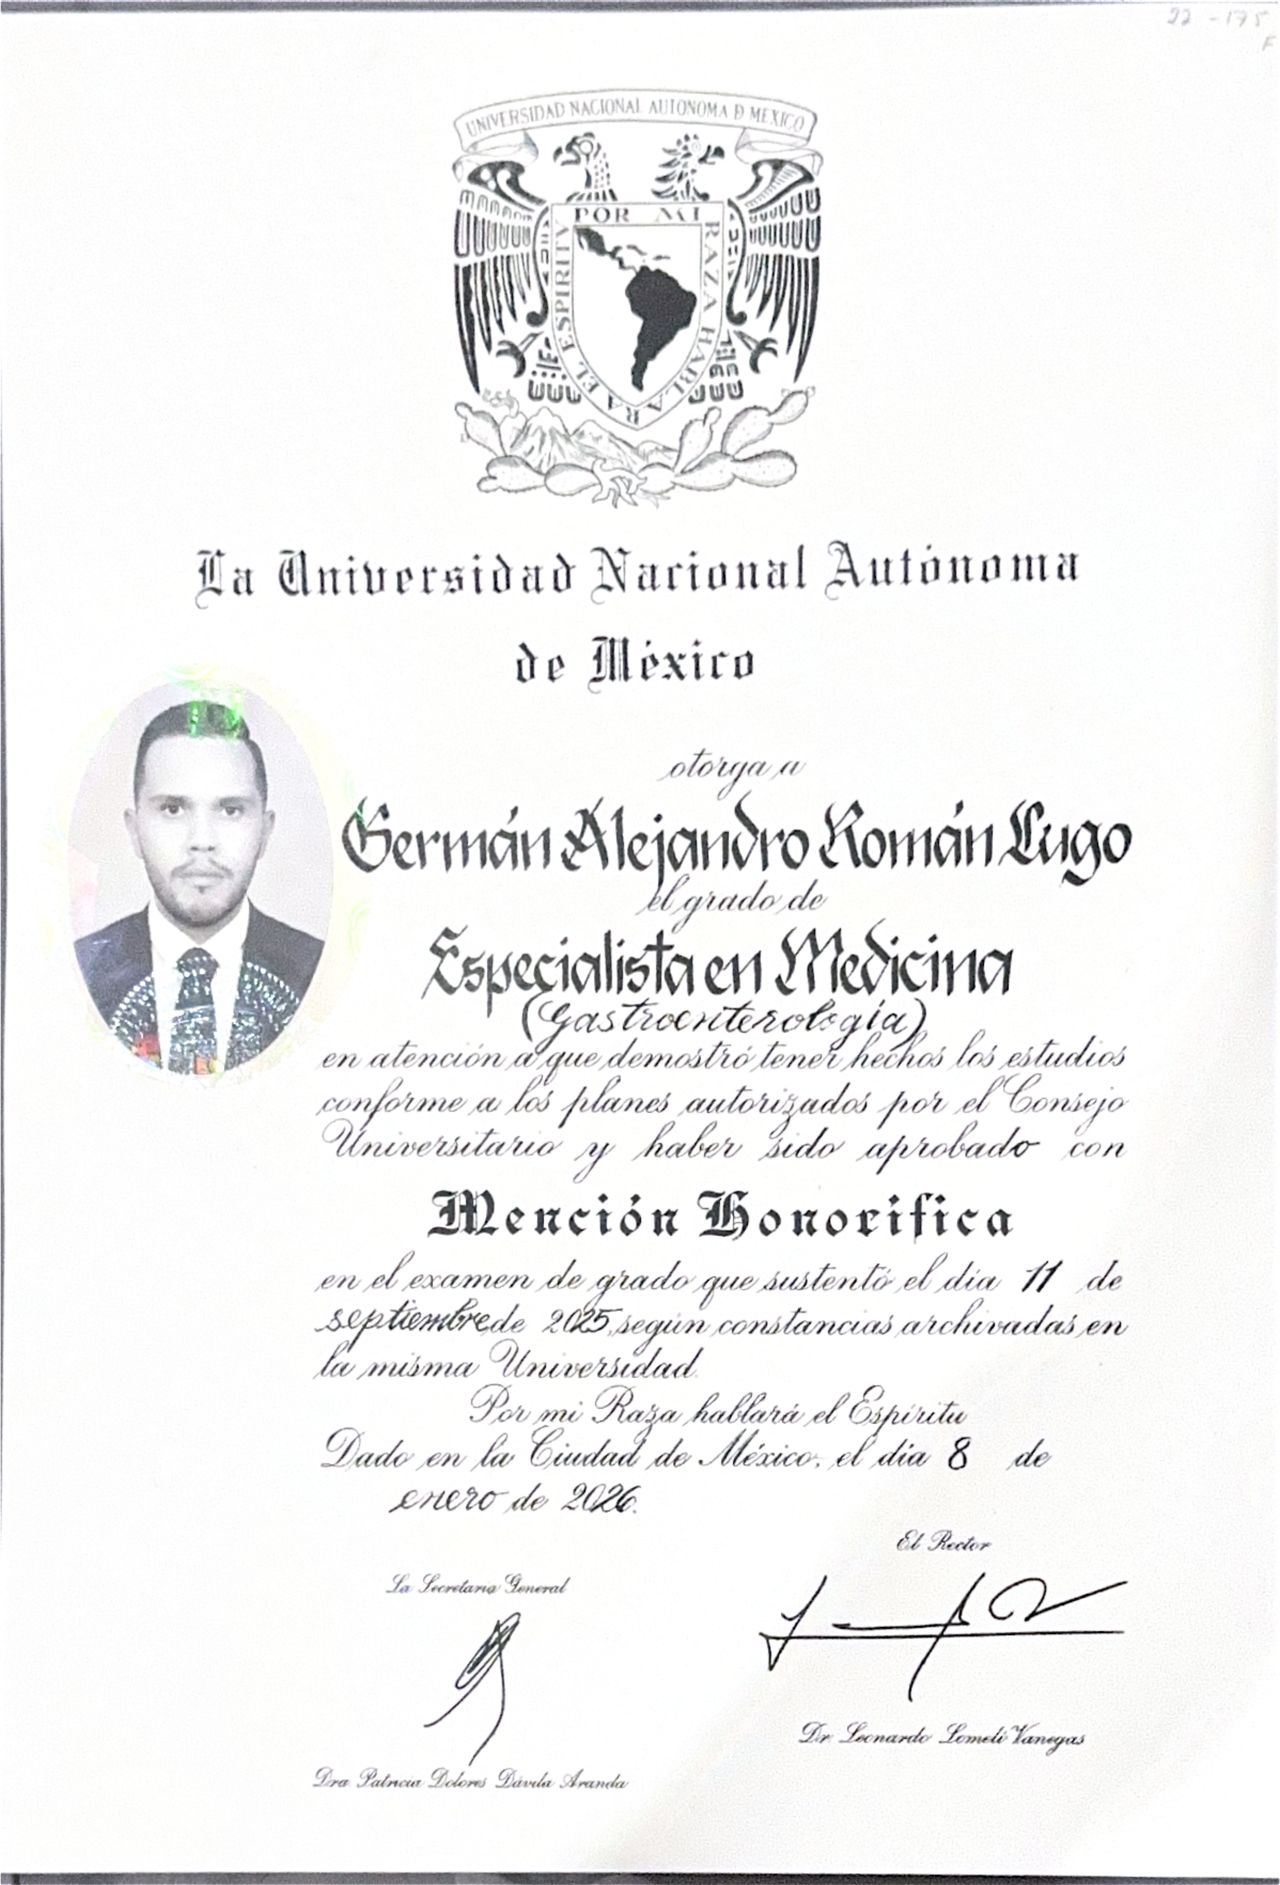 22 - 175
F
UNIVERSIDAD NACIONAL AUTONOMA D MEXICO
POR MI RAZA HABLARA EL ESPIRITU
La Universidad Nacional Autónoma
de México
otorga a
Germán Alejandro Román Lugo
el grado de
Especialista en Medicina
(Gastroenterología)
en atención a que demostró tener hechos los estudios
conforme a los planes autorizados por el Consejo
Universitario y haber sido aprobado con
Mención Honorífica
en el examen de grado que sustentó el día 11 de
septiembre de 2025, según constancias archivadas en
la misma Universidad.
Por mi Raza hablará el Espíritu
Dado en la Ciudad de México, el día 8 de
enero de 2026.
El Rector
La Secretaria General
Dr. Leonardo Lomelí Vanegas
Dra. Patricia Dolores Dávila Aranda